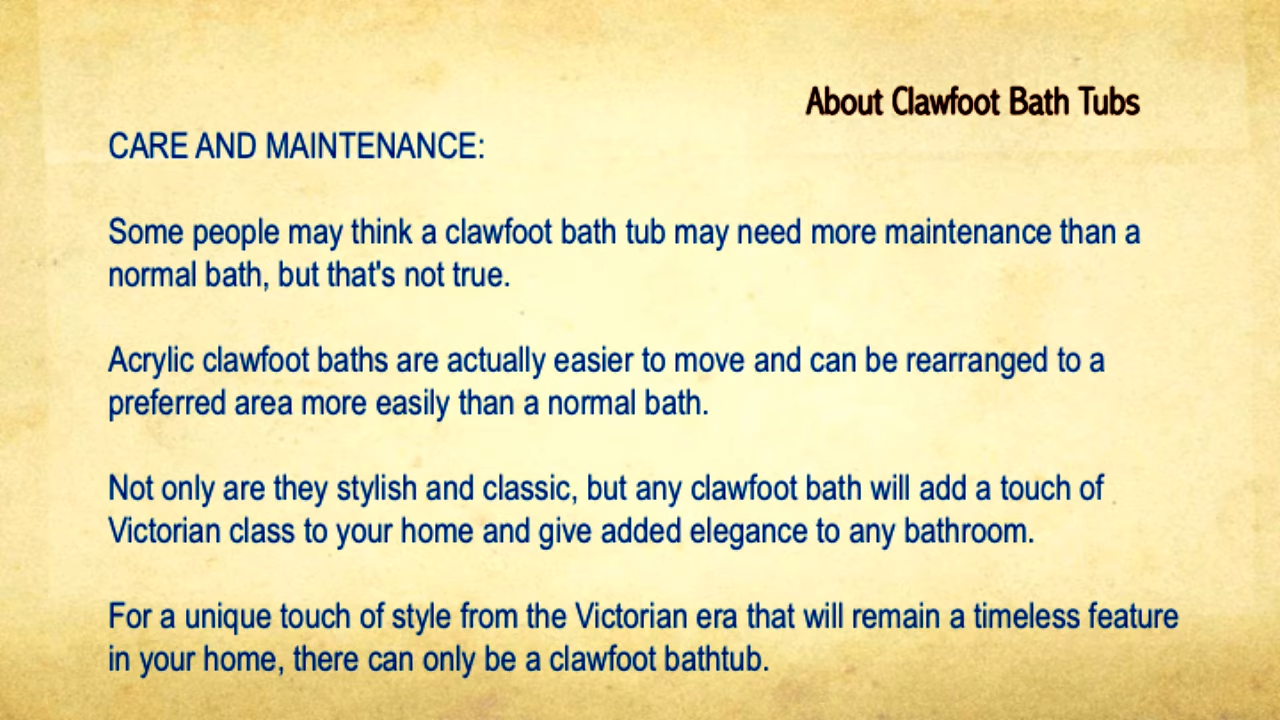 About Clawfoot Bath Tubs
CARE AND MAINTENANCE:
Some people may think a clawfoot bath tub may need more maintenance than a
normal bath, but that's not true.
Acrylic clawfoot baths are actually easier to move and can be rearranged to a
preferred area more easily than a normal bath.
Not only are they stylish and classic, but any clawfoot bath will add a touch of
Victorian class to your home and give added elegance to any bathroom.
For a unique touch of style from the Victorian era that will remain a timeless feature
in your home, there can only be a clawfoot bathtub.